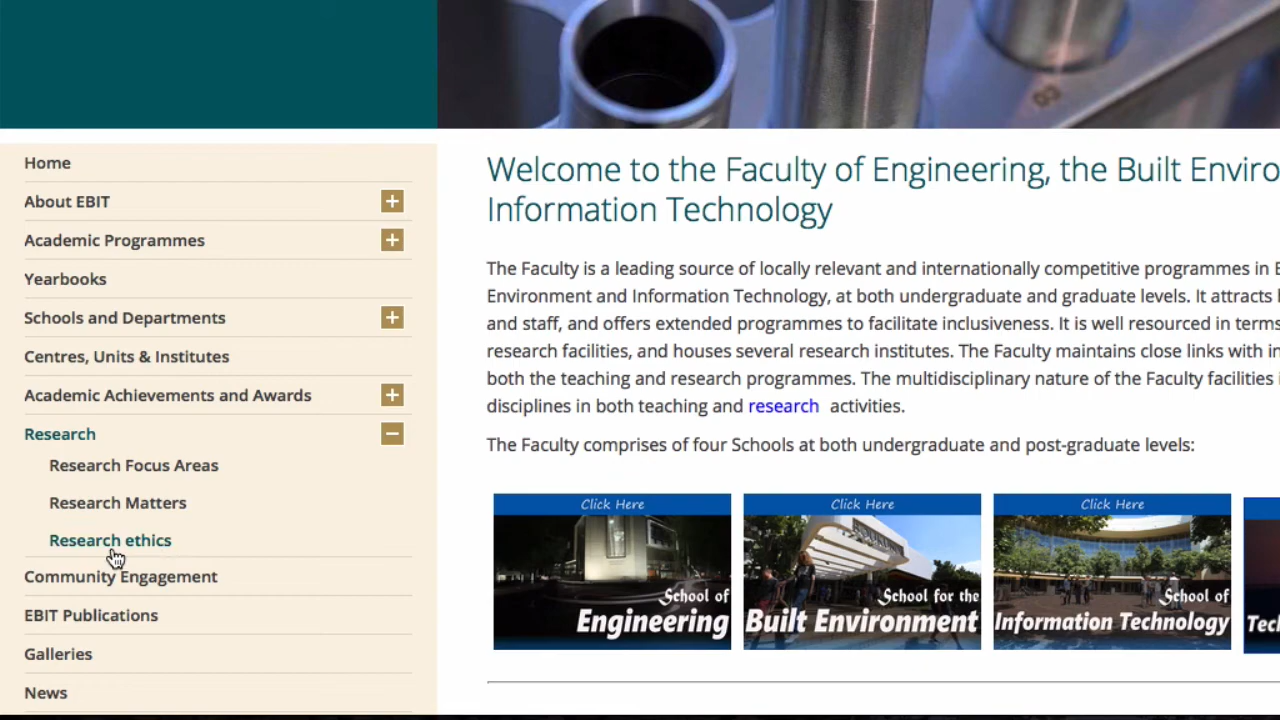 Home
About EBIT
Academic Programmes
Yearbooks
Schools and Departments
Centres, Units & Institutes
Academic Achievements and Awards
Research
Research Focus Areas
Research Matters
Research ethics
Community Engagement
EBIT Publications
Galleries
News
Welcome to the Faculty of Engineering, the Built
Information Technology
The Faculty is a leading source of locally relevant and internationally competitive programmes in
Environment and Information Technology, at both undergraduate and graduate levels. It attracts
and staff, and offers extended programmes to facilitate inclusiveness. It is well resourced in terms
research facilities, and houses several research institutes. The Faculty maintains close links with
both the teaching and research programmes. The multidisciplinary nature of the Faculty facilities
disciplines in both teaching and research activities.
The Faculty comprises of four Schools at both undergraduate and post-graduate levels:
Click Here
School of
Engineering
Click Here
School for the
Built Environment
Click Here
School of
Information Technology
8